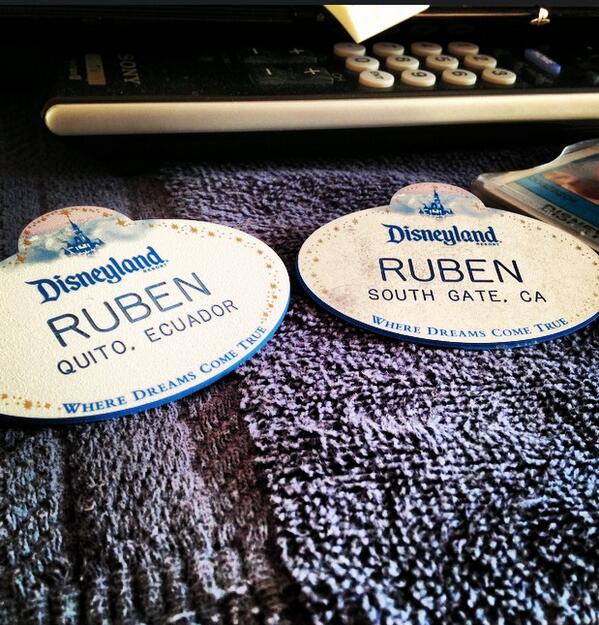 SONY
Disneyland
RESORT
RUBEN
QUITO, ECUADOR
WHERE DREAMS COME TRUE
Disneyland
RESORT
RUBEN
SOUTH GATE, CA
WHERE DREAMS COME TRUE